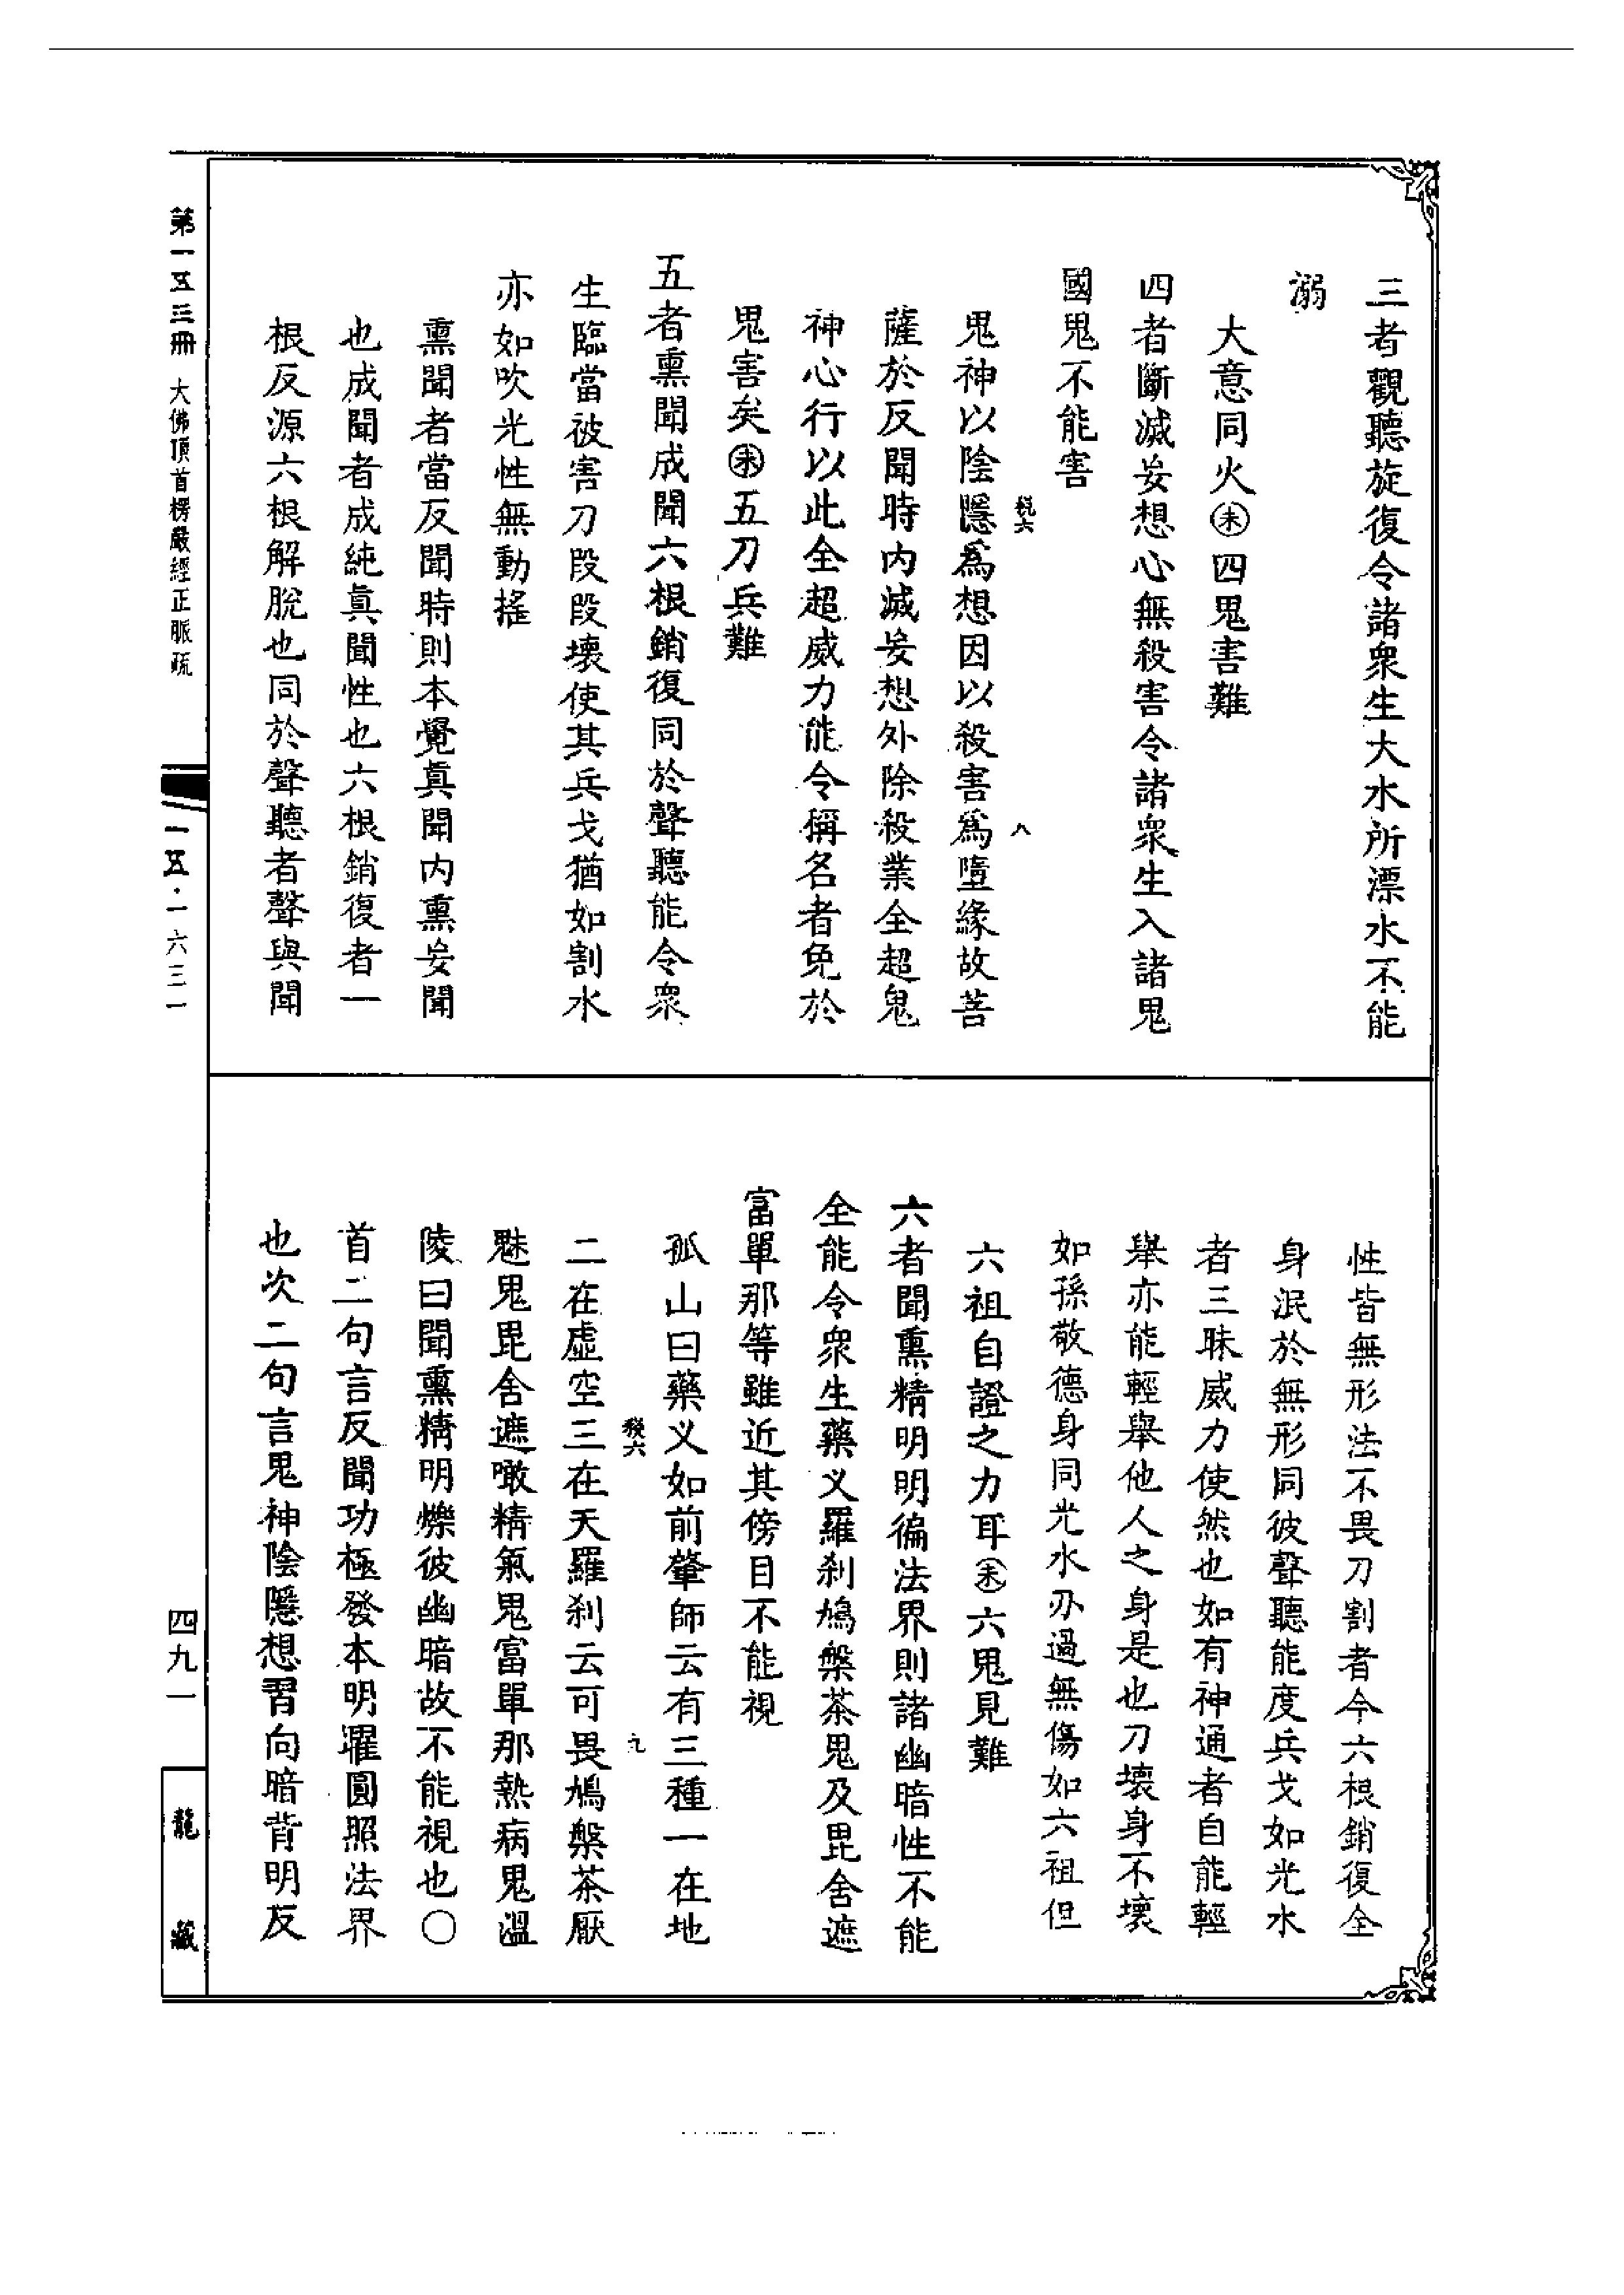 三者觀聽旋復令諸衆生大水所漂水不能
溺
大意同火㊍四鬼害難
四者斷滅妄想心無殺害令諸衆生入諸鬼
國鬼不能害
税六
八
鬼神以陰隱爲想因以殺害爲墮緣故菩
薩於反聞時內滅妄想外除殺業全超鬼
神心行以此全超威力能令稱名者免於
鬼害矣㊍五刀兵難
五者熏聞成聞六根銷復同於聲聽能令衆
生臨當被害刀段段壞使其兵戈猶如割水
亦如吹光性無動搖
熏聞者當反聞時則本覺真聞內熏妄聞
也成聞者成純真聞性也六根銷復者一
根反源六根解脫也同於聲聽者聲與聞
性皆無形法不畏刀割者今六根銷復全
身泯於無形同彼聲聽能度兵戈如光水
者三昧威力使然也如有神通者自能輕
舉亦能輕舉他人之身是也刀壞身不壞
如孫敬德身同光水刃過無傷如六祖但
六祖自證之力耳㊍六鬼見難
六者聞熏精明明徧法界則諸幽暗性不能
全能令衆生藥义羅刹鳩槃茶鬼及毘舍遮
富單那等雖近其傍目不能視
孤山曰藥义如前肇師云有三種一在地
税六
九
二在虛空三在天羅刹云可畏鳩槃茶厭
魅鬼毘舍遮噉精氣鬼富單那熱病鬼溫
陵曰聞熏精明爍彼幽暗故不能視也〇
首二句言反聞功極發本明耀圓照法界
也次二句言鬼神陰隱想習向暗背明反
第一五三冊 大佛頂首楞嚴經正脈疏
一五·一六三一
四九一
龍藏